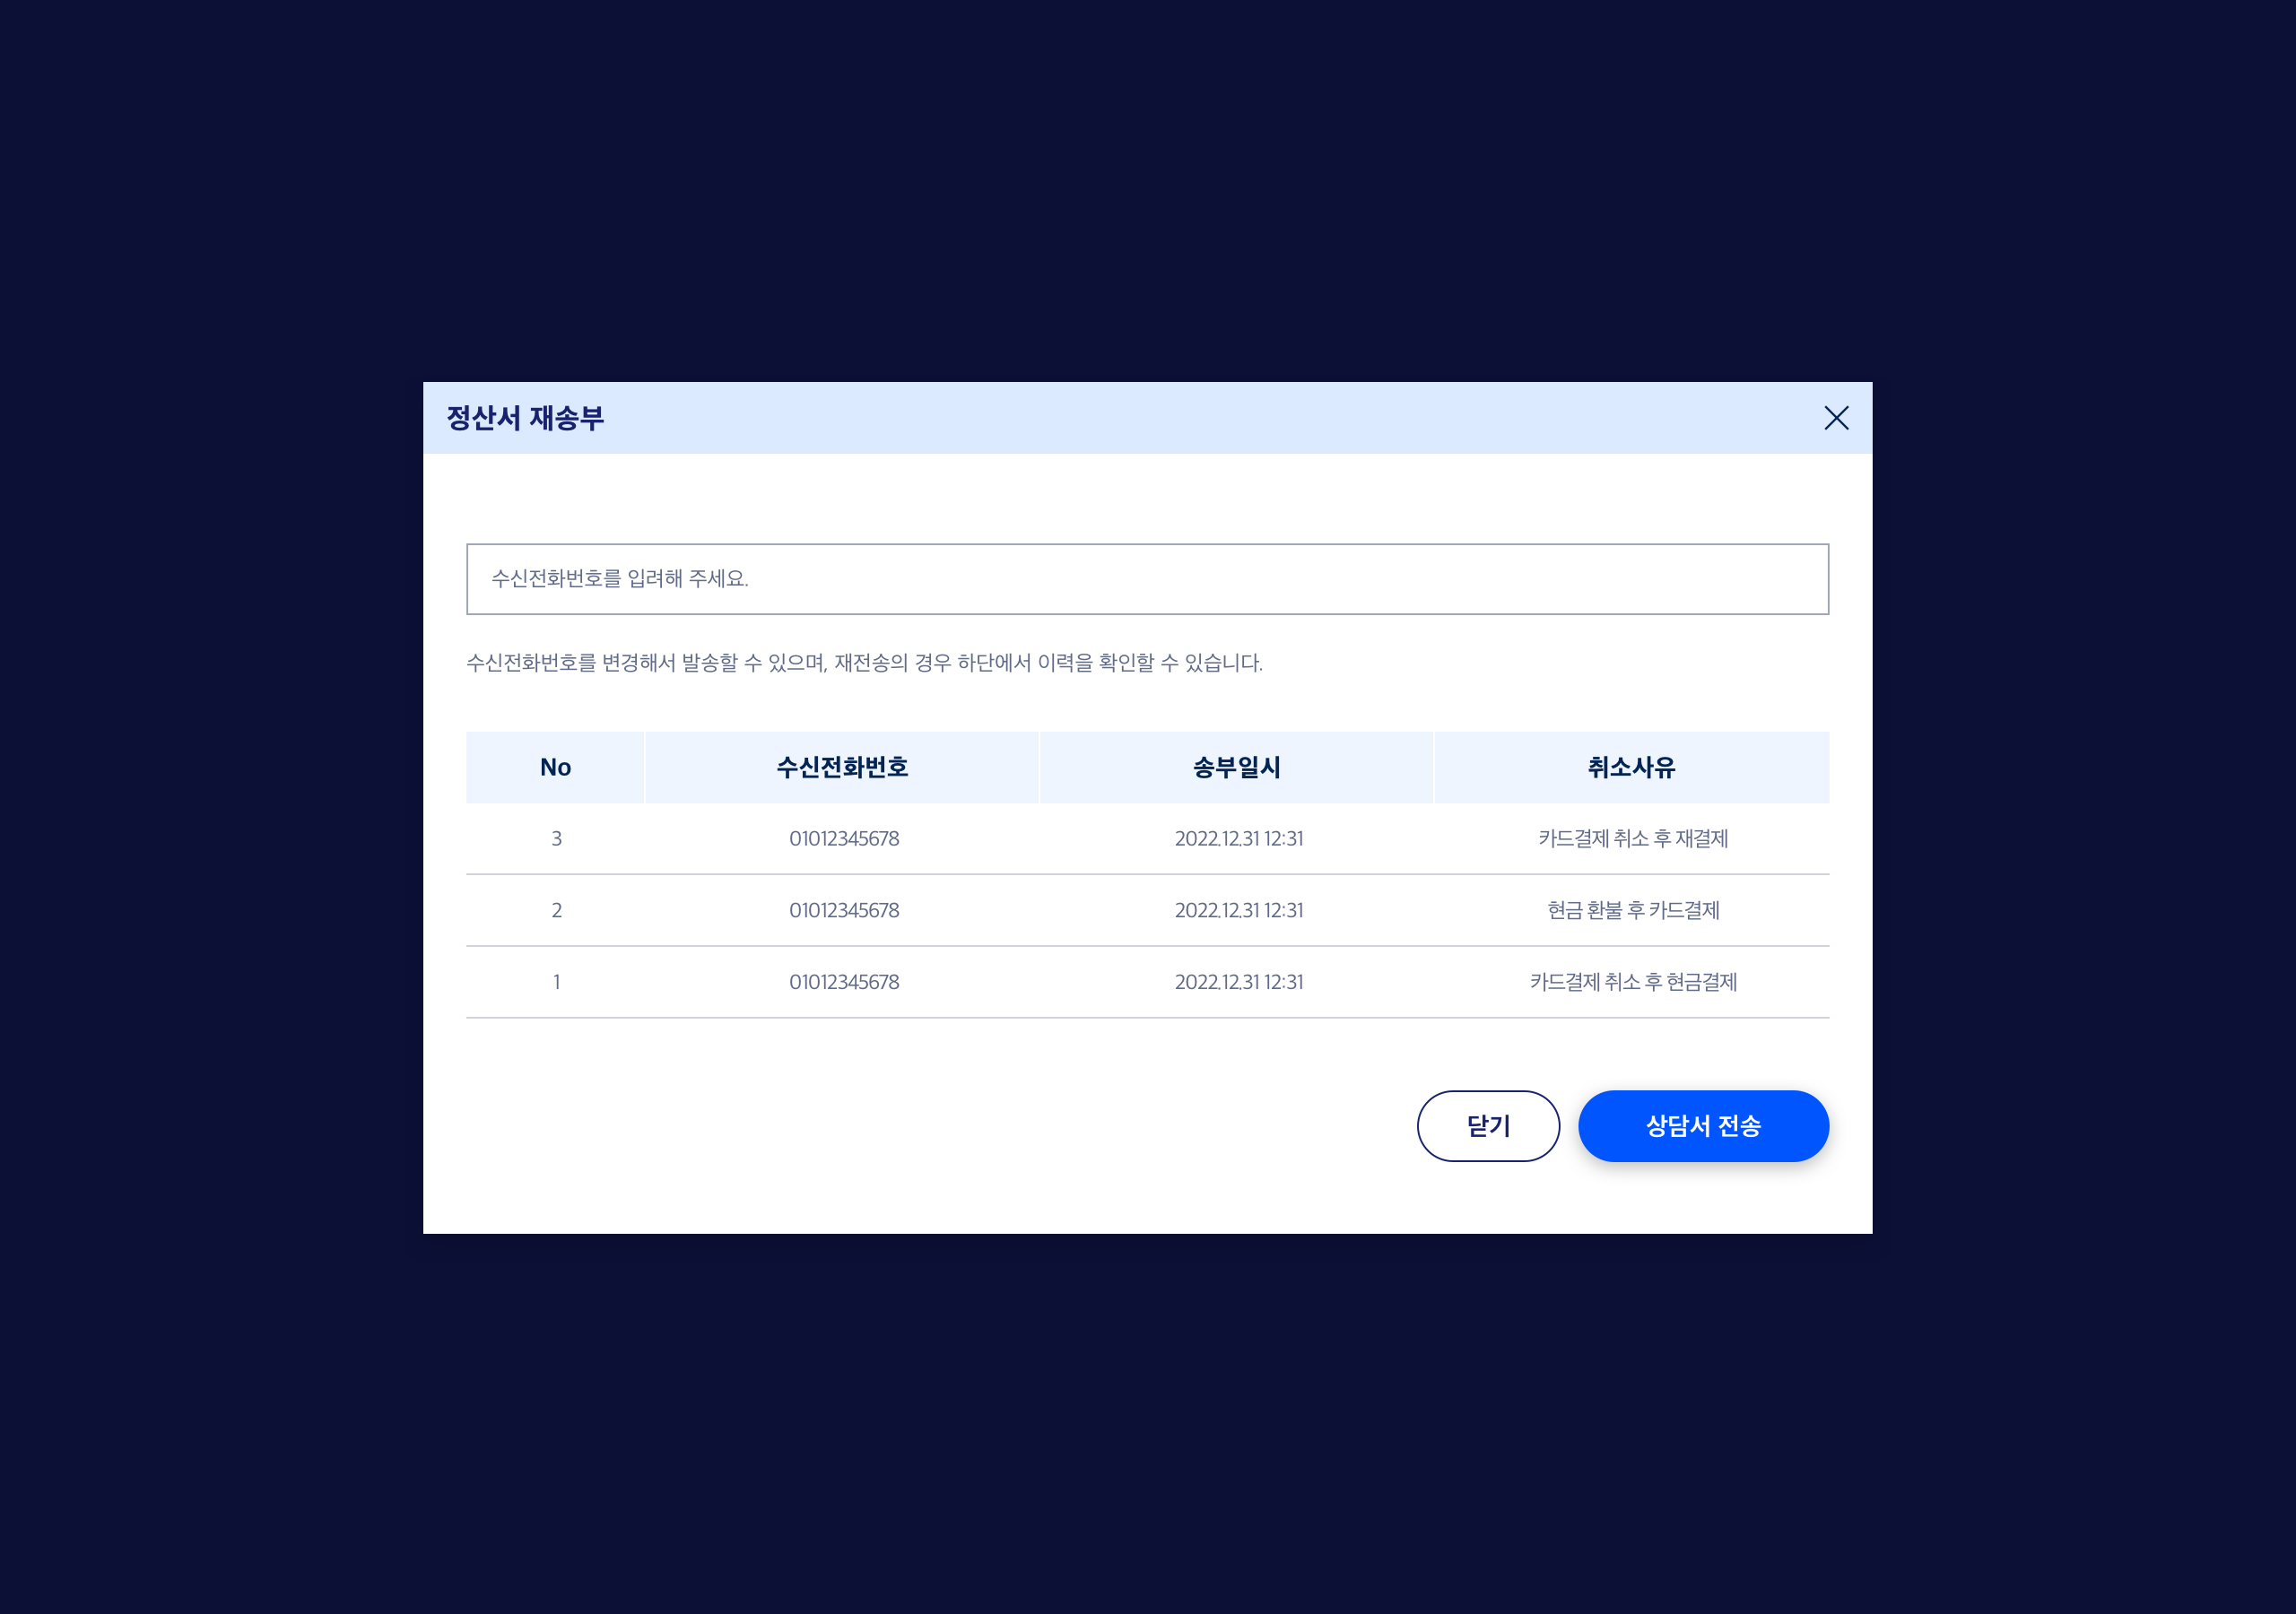 정산서 재송부
수신전화번호를 입려해 주세요.
수신전화번호를 변경해서 발송할 수 있으며, 재전송의 경우 하단에서 이력을 확인할 수 있습니다.
No 수신전화번호 송부일시 취소사유
3 01012345678 2022.12.31 12:31 카드결제 취소 후 재결제
2 01012345678 2022.12.31 12:31 현금 환불 후 카드결제
1 01012345678 2022.12.31 12:31 카드결제 취소 후 현금결제
닫기 상담서 전송